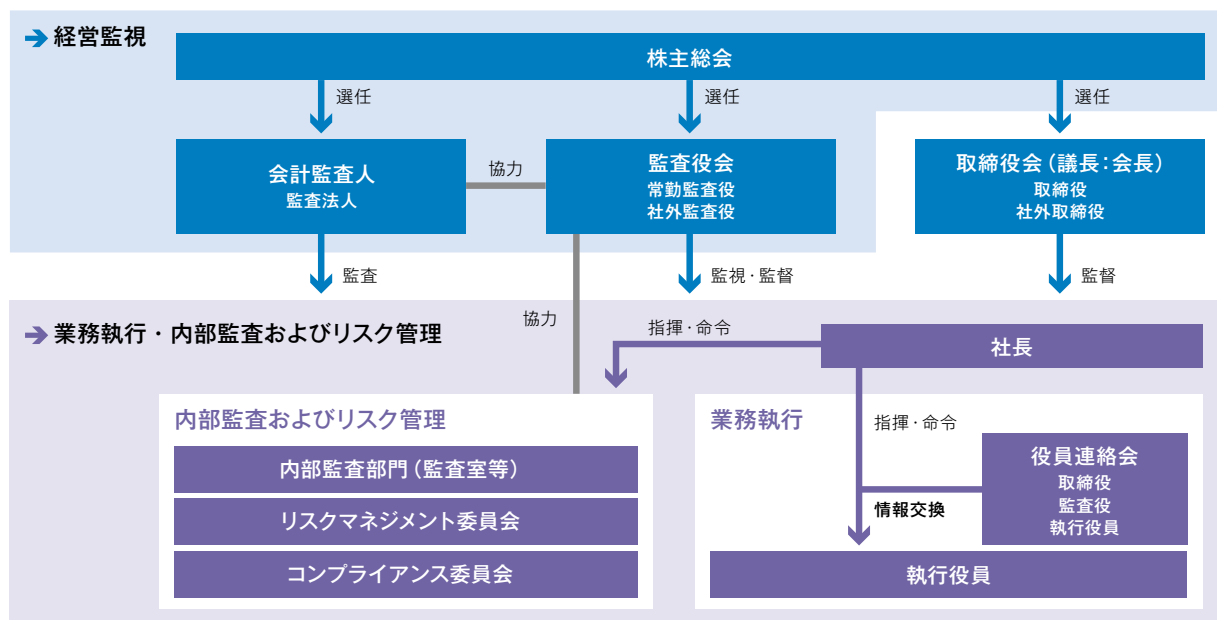 経営監視
株主総会
選任
選任
選任
会計監査人
監査法人
協力
監査役会
常勤監査役
社外監査役
取締役会（議長：会長）
取締役
社外取締役
監査
監視・監督
監督
業務執行・内部監査およびリスク管理
協力
指揮・命令
社長
内部監査およびリスク管理
内部監査部門（監査室等）
リスクマネジメント委員会
コンプライアンス委員会
業務執行
指揮・命令
役員連絡会
取締役
監査役
執行役員
情報交換
執行役員